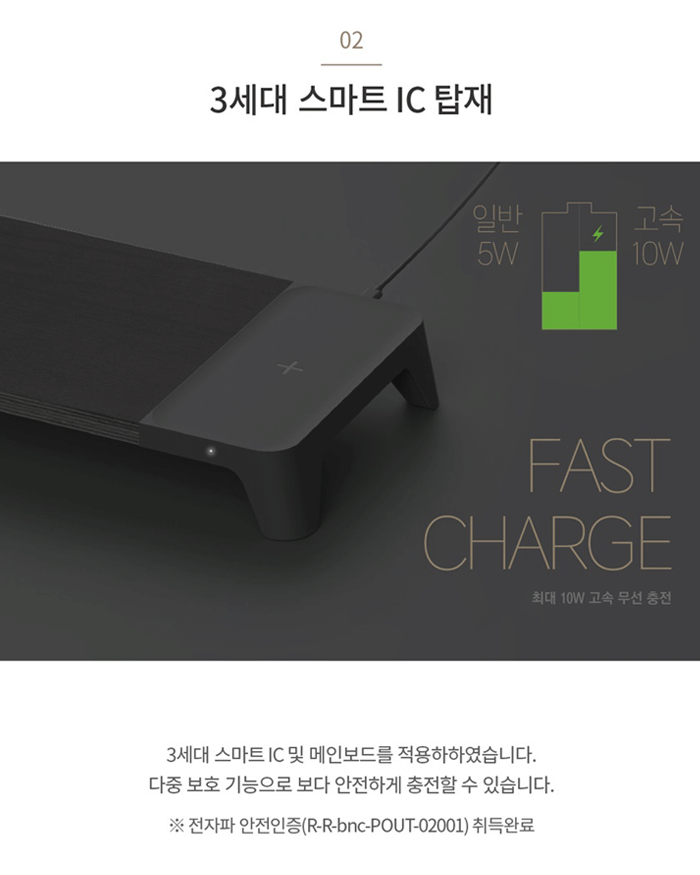 02
3세대 스마트 IC 탑재
일반 고속
5W 10W
FAST
CHARGE
최대 10W 고속 무선 충전
3세대 스마트 IC 및 메인보드를 적용하하였습니다.
다중 보호 기능으로 보다 안전하게 충전할 수 있습니다.
※ 전자파 안전인증(R-R-bnc-POUT-02001) 취득완료